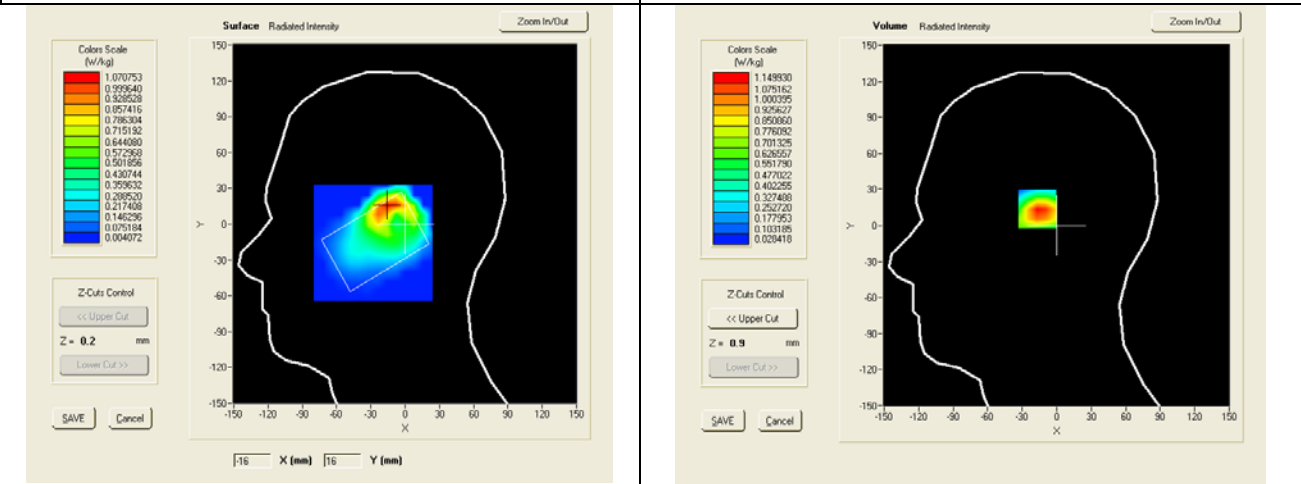 Surface Radiated Intensity
Zoom In/Out
Colors Scale
(W/kg)
1.070753
0.999640
0.928528
0.857416
0.786304
0.715192
0.644080
0.572968
0.501856
0.430744
0.359632
0.288520
0.217408
0.146296
0.075184
0.004072
Z-Cuts Control
<< Upper Cut
Z = 0.2 mm
Lower Cut >>
SAVE Cancel
150
120
90
60
30
0
-30
-60
-90
-120
-150
Y
-150 -120 -90 -60 -30 0 30 60 90 120 150
X
-16 X (mm) 16 Y (mm)
Volume Radiated Intensity
Zoom In/Out
Colors Scale
(W/kg)
1.149930
1.075162
1.000395
0.925627
0.850860
0.776092
0.701325
0.626557
0.551790
0.477022
0.402255
0.327488
0.252720
0.177953
0.103185
0.028418
Z-Cuts Control
<< Upper Cut
Z = 0.9 mm
Lower Cut >>
SAVE Cancel
150
120
90
60
30
0
-30
-60
-90
-120
-150
Y
-150 -120 -90 -60 -30 0 30 60 90 120 150
X